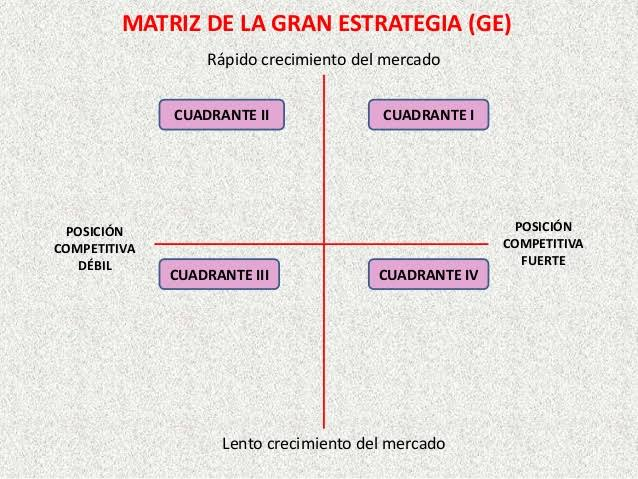 MATRIZ DE LA GRAN ESTRATEGIA (GE)
Rápido crecimiento del mercado
CUADRANTE II
CUADRANTE I
POSICIÓN
COMPETITIVA
DÉBIL
POSICIÓN
COMPETITIVA
FUERTE
CUADRANTE III
CUADRANTE IV
Lento crecimiento del mercado